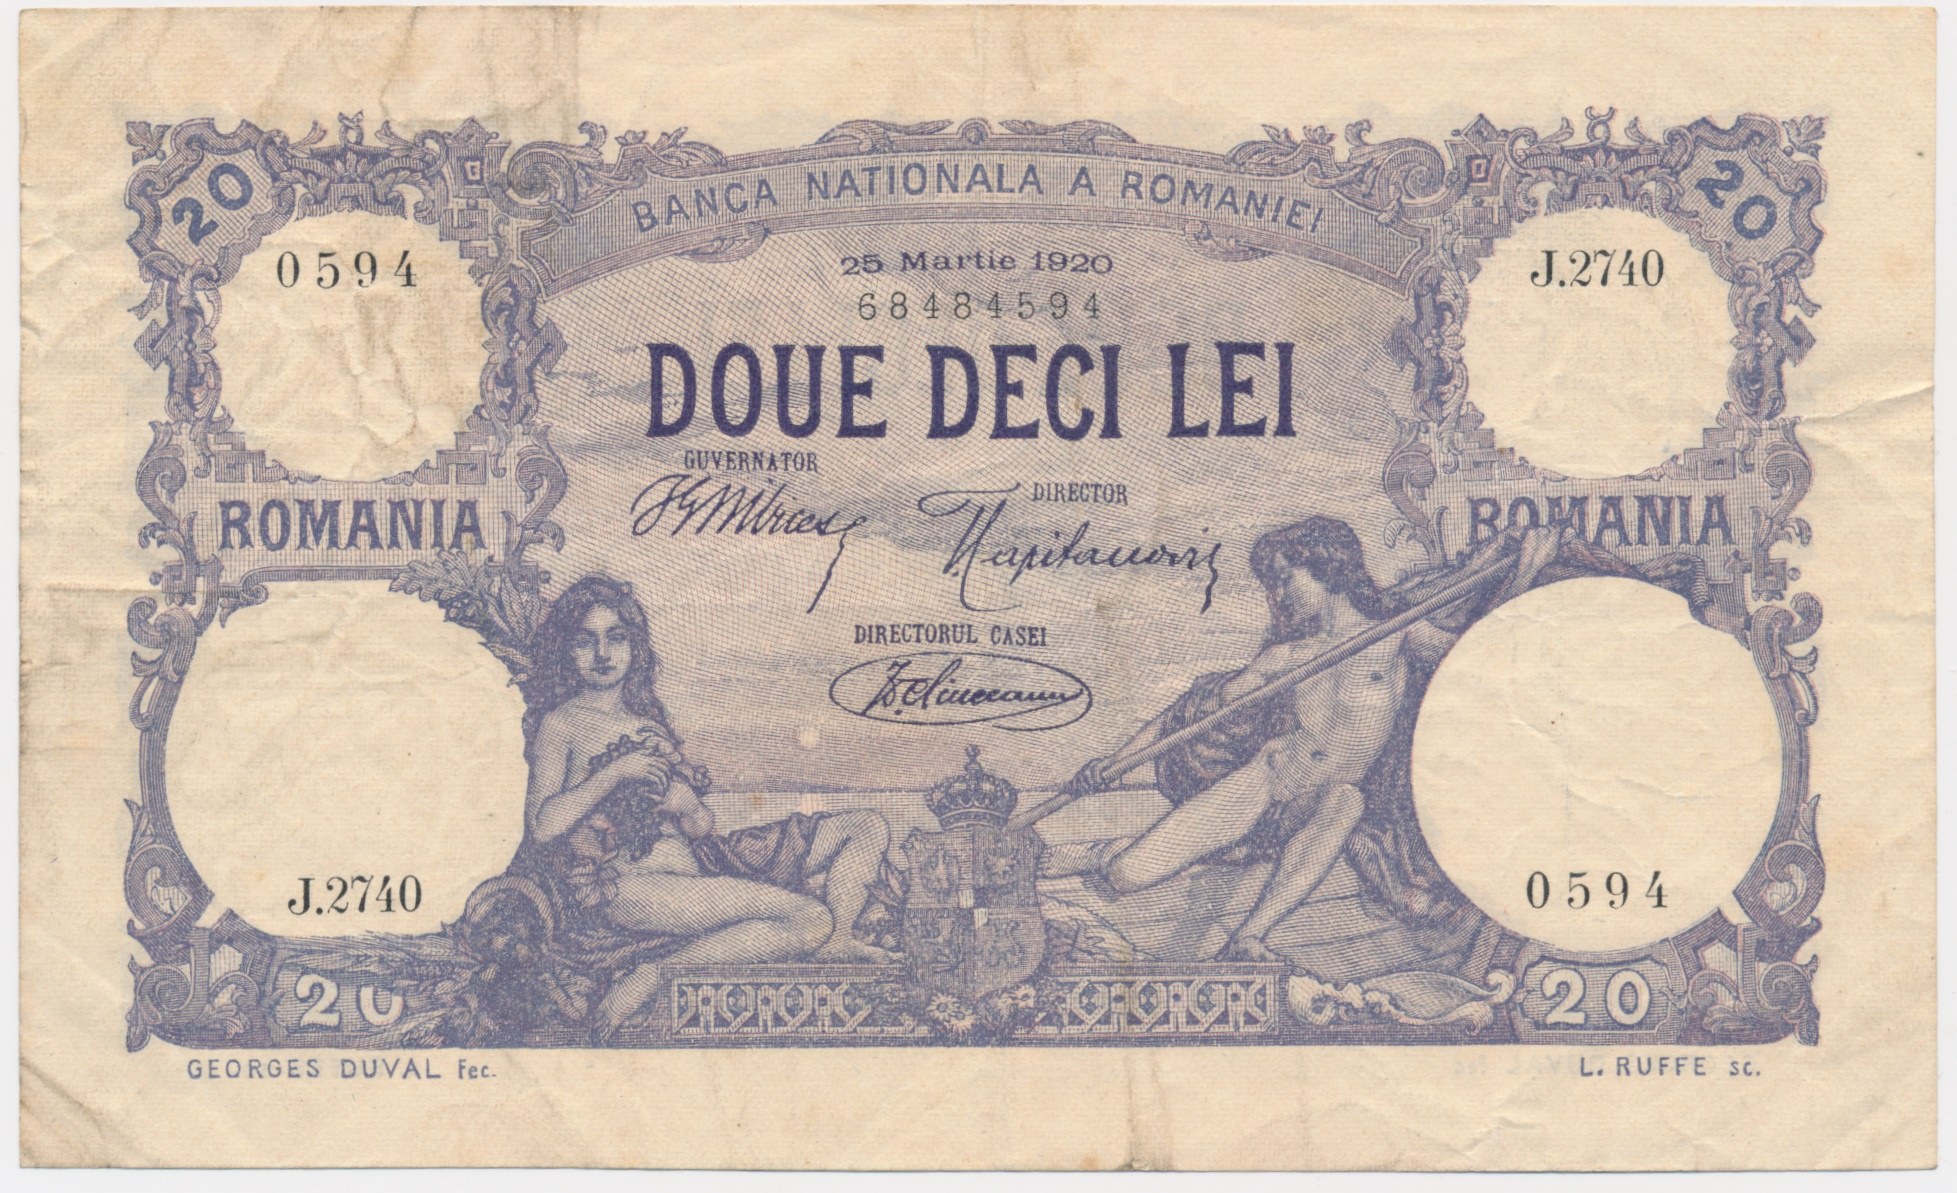 20
20
BANCA NATIONALA A ROMANIEI
0594
J.2740
25 Martie 1920
68484594
DOUE DECI LEI
GUVERNATOR
DIRECTOR
ROMANIA
ROMANIA
DIRECTORUL CASEI
J.2740
0594
20
20
GEORGES DUVAL Fec.
L. RUFFE SC.